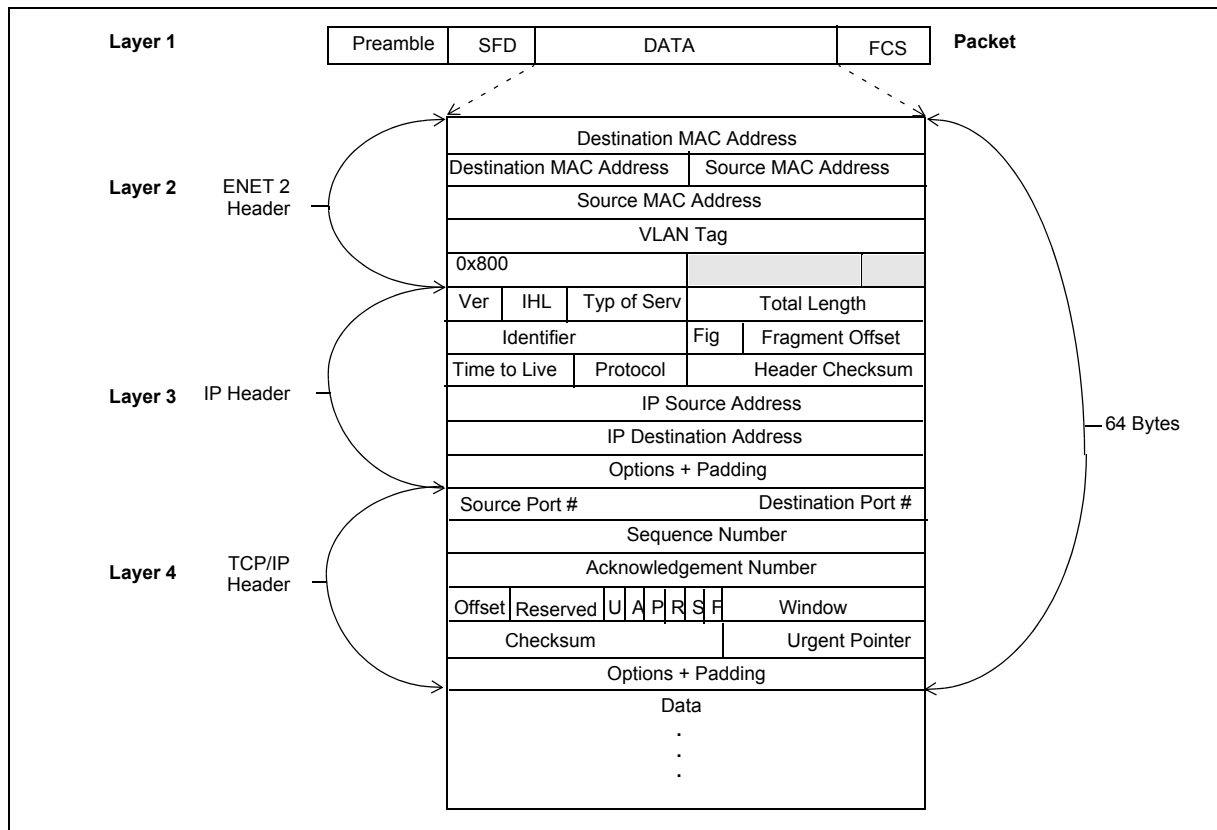 Layer 1 Preamble SFD DATA FCS Packet
Destination MAC Address
Destination MAC Address Source MAC Address
Layer 2 ENET 2 Header
Source MAC Address
VLAN Tag
0x800
Ver IHL Typ of Serv Total Length
Identifier Fig Fragment Offset
Time to Live Protocol Header Checksum
Layer 3 IP Header
IP Source Address
64 Bytes
IP Destination Address
Options + Padding
Source Port # Destination Port #
Sequence Number
Layer 4 TCP/IP Header
Acknowledgement Number
Offset Reserved U A P R S F Window
Checksum Urgent Pointer
Options + Padding
Data
.
.
.